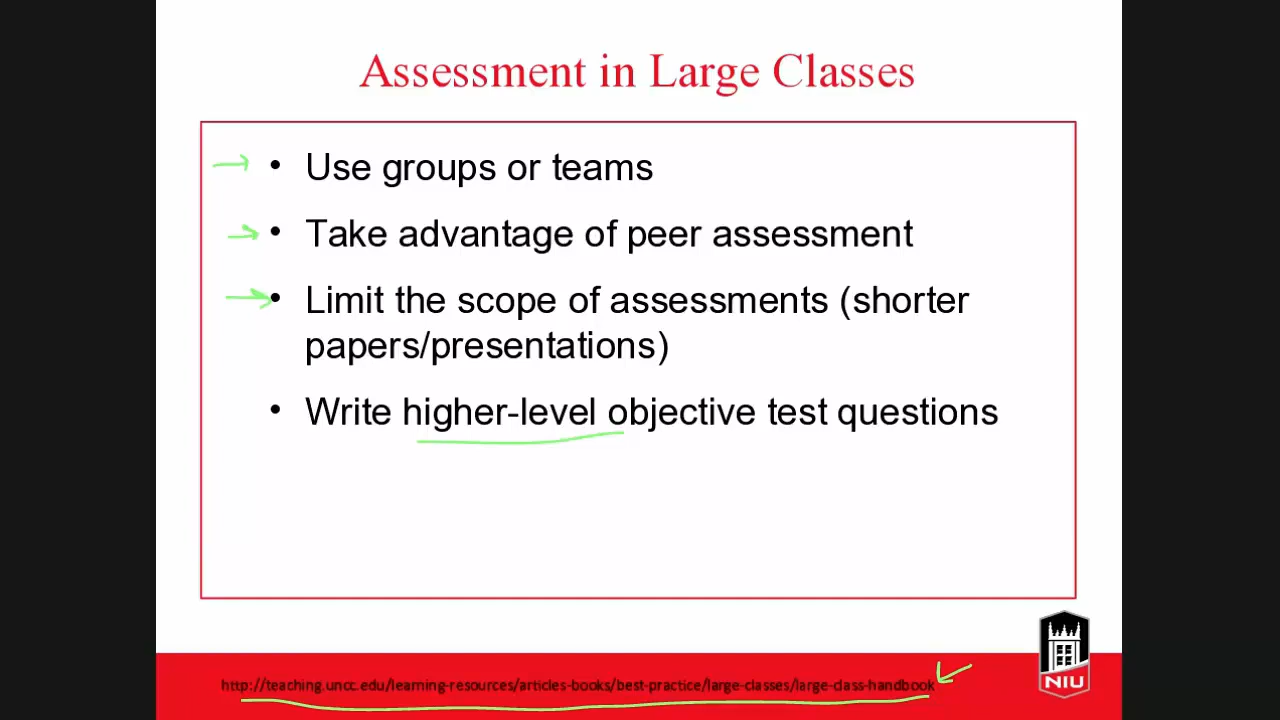 Assessment in Large Classes
• Use groups or teams
• Take advantage of peer assessment
• Limit the scope of assessments (shorter
papers/presentations)
• Write higher-level objective test questions
http://teaching.uncc.edu/learning-resources/articles-books/best-practice/large-classes/large-class-handbook
NIU